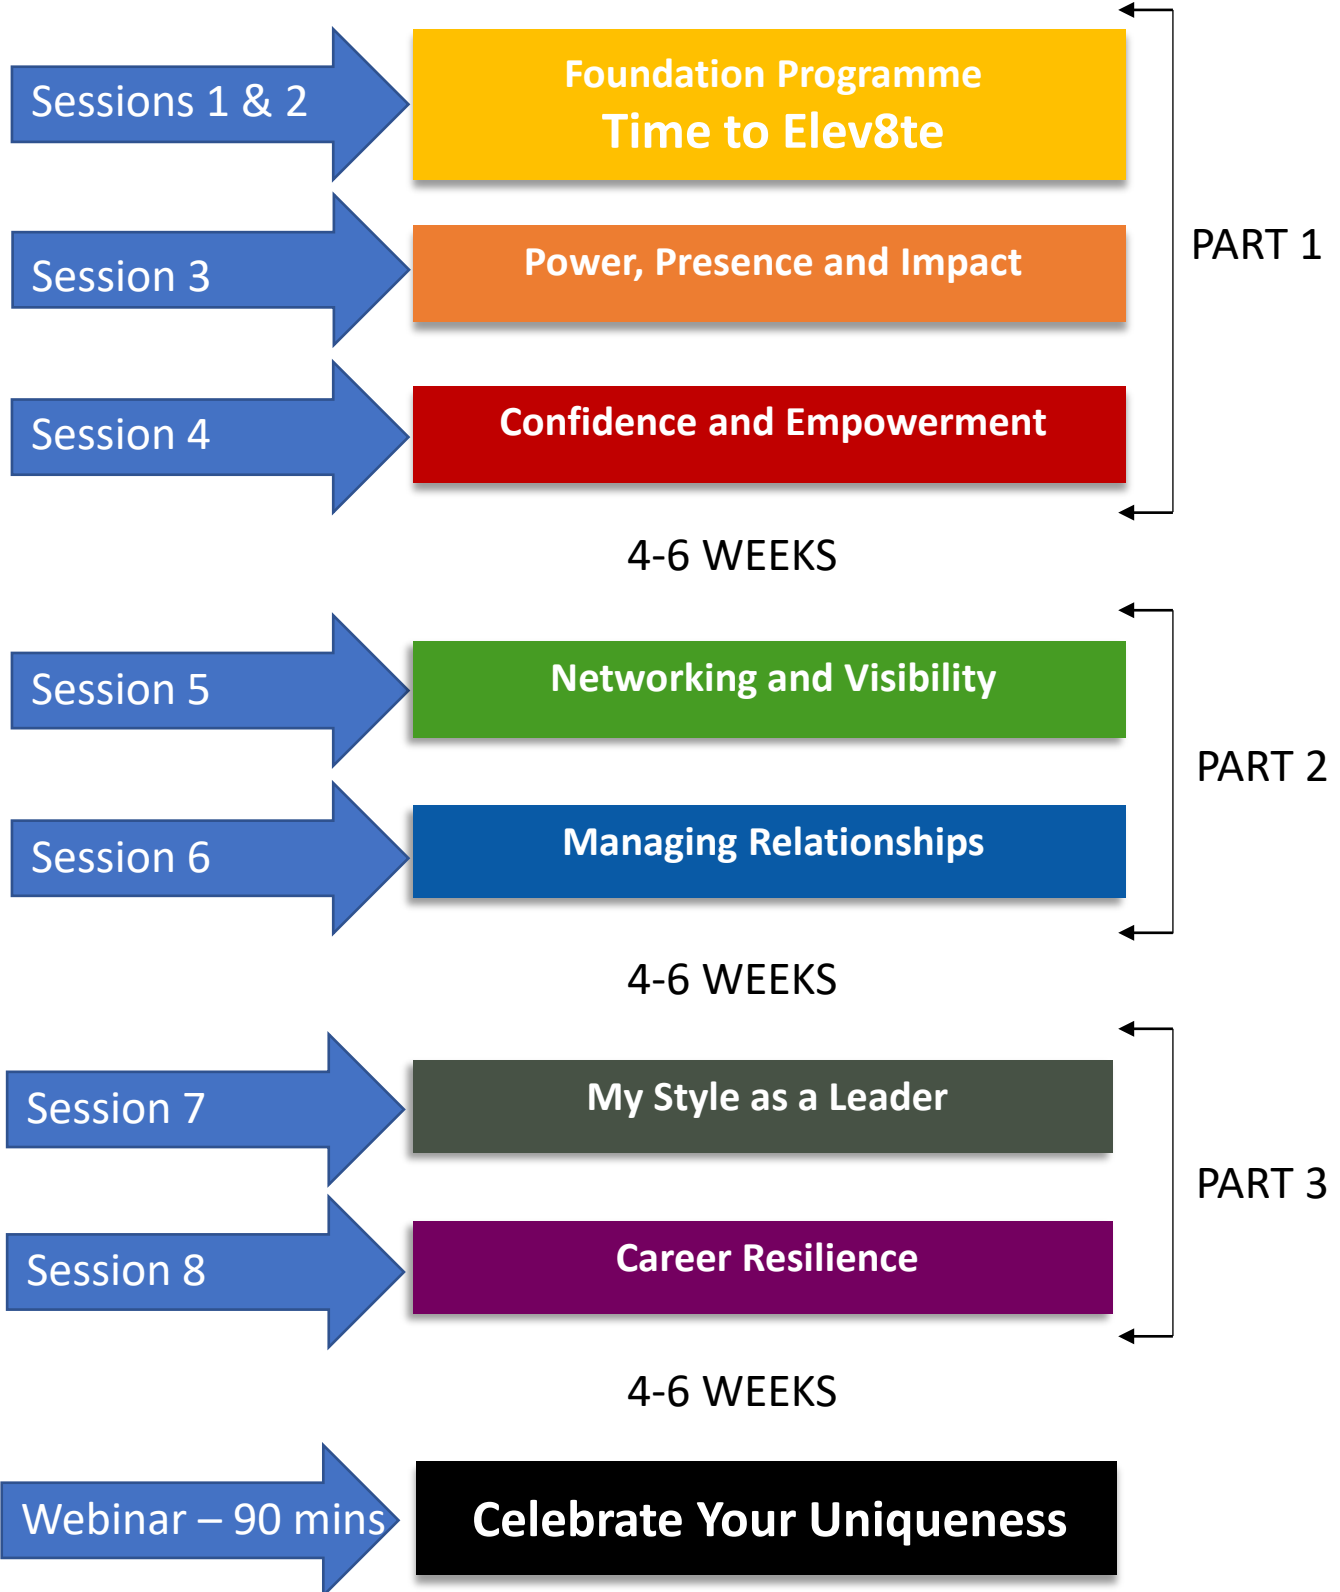 Sessions 1 & 2
Foundation Programme
Time to Elev8te
PART 1
Session 3
Power, Presence and Impact
Session 4
Confidence and Empowerment
4-6 WEEKS
Session 5
Networking and Visibility
PART 2
Session 6
Managing Relationships
4-6 WEEKS
Session 7
My Style as a Leader
PART 3
Session 8
Career Resilience
4-6 WEEKS
Webinar – 90 mins
Celebrate Your Uniqueness